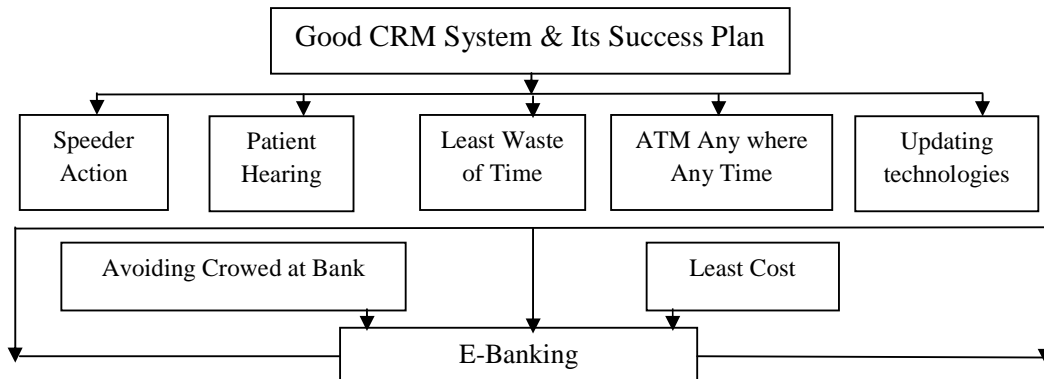 Good CRM System & Its Success Plan
Speeder
Action
Patient
Hearing
Least Waste
of Time
ATM Any where
Any Time
Updating
technologies
Avoiding Crowed at Bank
Least Cost
E-Banking